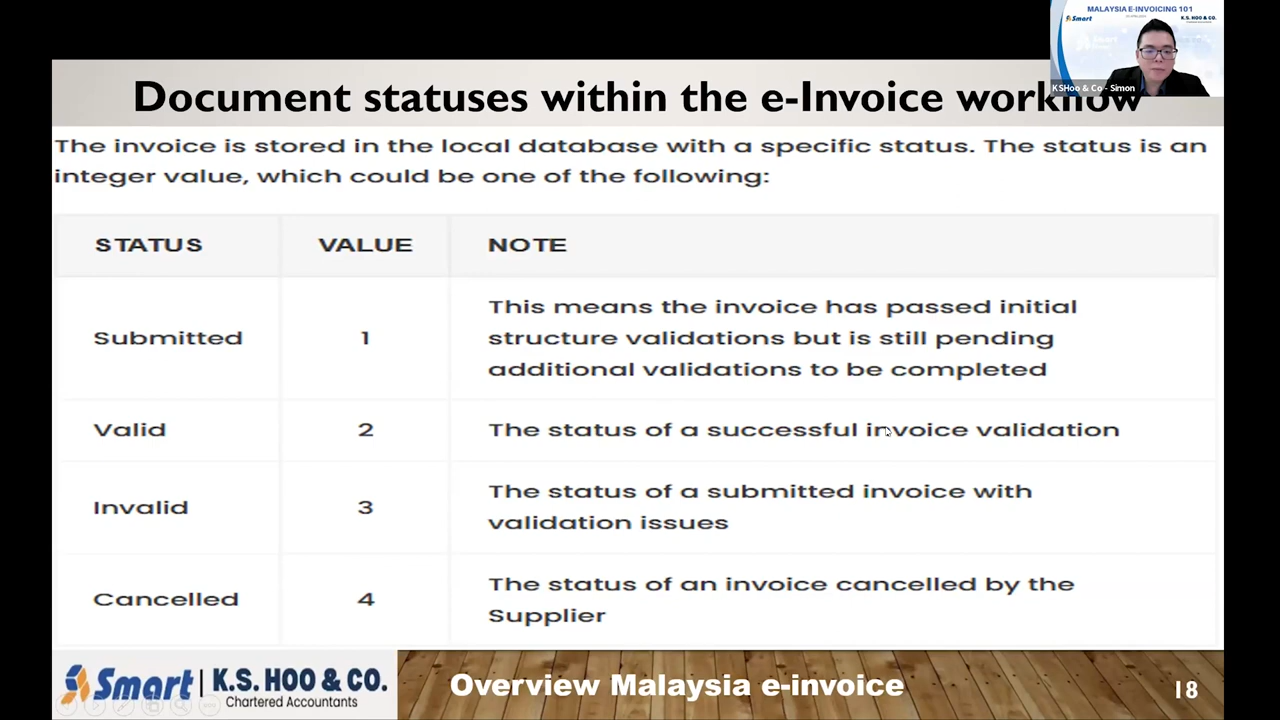 MALAYSIA E-INVOICING 101
Smart
K.S. HOO & CO.
KSHoo & Co - Simon
Document statuses within the e-Invoice workflow
The invoice is stored in the local database with a specific status. The status is an
integer value, which could be one of the following:
STATUS VALUE NOTE
Submitted 1 This means the invoice has passed initial
structure validations but is still pending
additional validations to be completed
Valid 2 The status of a successful invoice validation
Invalid 3 The status of a submitted invoice with
validation issues
Cancelled 4 The status of an invoice cancelled by the
Supplier
Smart | K.S. HOO & CO.
Chartered Accountants
Overview Malaysia e-invoice
18